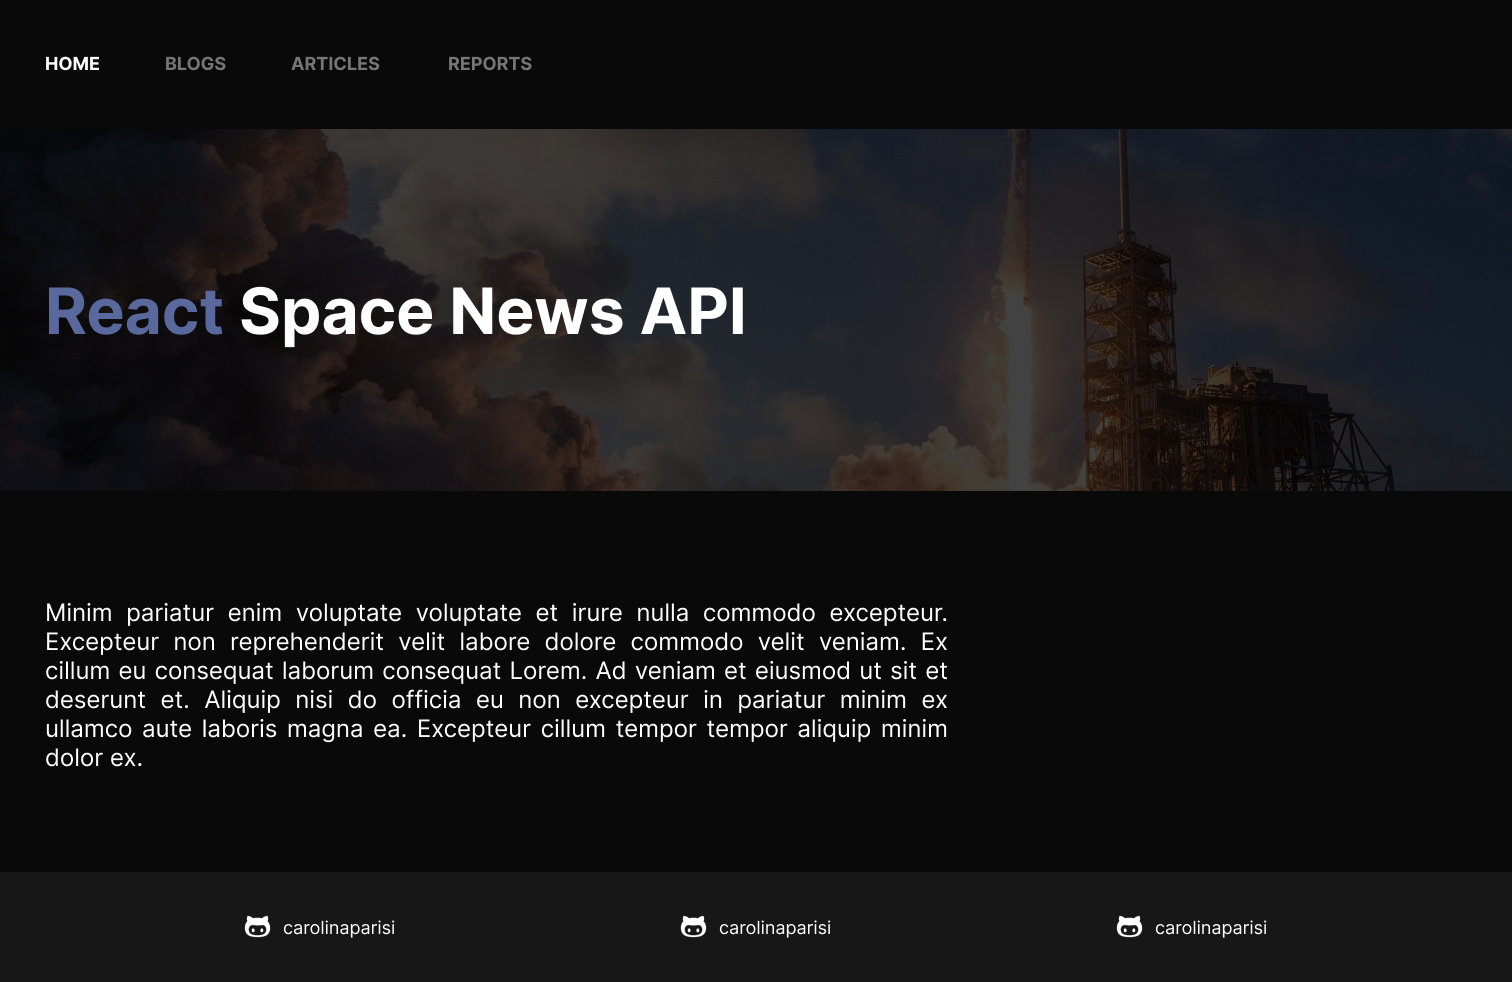 HOME BLOGS ARTICLES REPORTS
React Space News API
Minim pariatur enim voluptate voluptate et irure nulla commodo excepteur.
Excepteur non reprehenderit velit labore dolore commodo velit veniam. Ex
cillum eu consequat laborum consequat Lorem. Ad veniam et eiusmod ut sit et
deserunt et. Aliquip nisi do officia eu non excepteur in pariatur minim ex
ullamco aute laboris magna ea. Excepteur cillum tempor tempor aliquip minim
dolor ex.
carolinaparisi carolinaparisi carolinaparisi